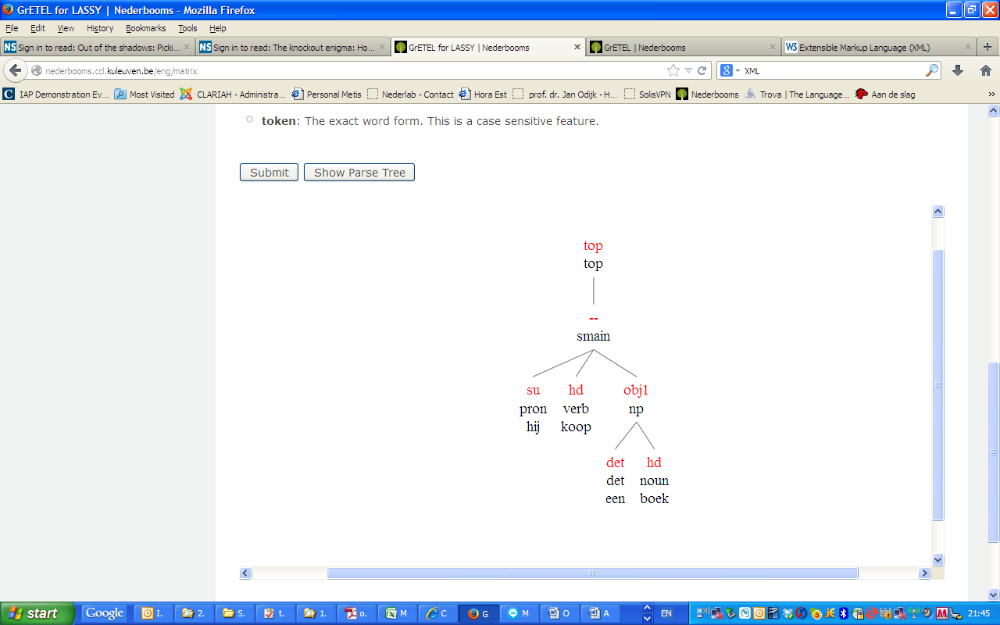 GrETEL for LASSY | Nederbooms - Mozilla Firefox
File Edit View History Bookmarks Tools Help
NS Sign in to read: Out of the shadows: Picki... NS Sign in to read: The knockout enigma: Ho... GrETEL for LASSY | Nederbooms GrETEL | Nederbooms W3 Extensible Markup Language (XML)
nederbooms.ccl.kuleuven.be/eng/matrix 8 XML
C IAP Demonstration Ev... Most Visited CLARIAH - Administra... Personal Metis Nederlab - Contact Hora Est prof. dr. Jan Odijk - H... SolisVPN Nederbooms Trova | The Language... Aan de slag »
token: The exact word form. This is a case sensitive feature.
Submit Show Parse Tree
top
top
--
smain
su hd obj1
pron verb np
hij koop
det hd
det noun
een boek
start Google I. 2. S. t. 1. o. M C G M O A EN 21:45